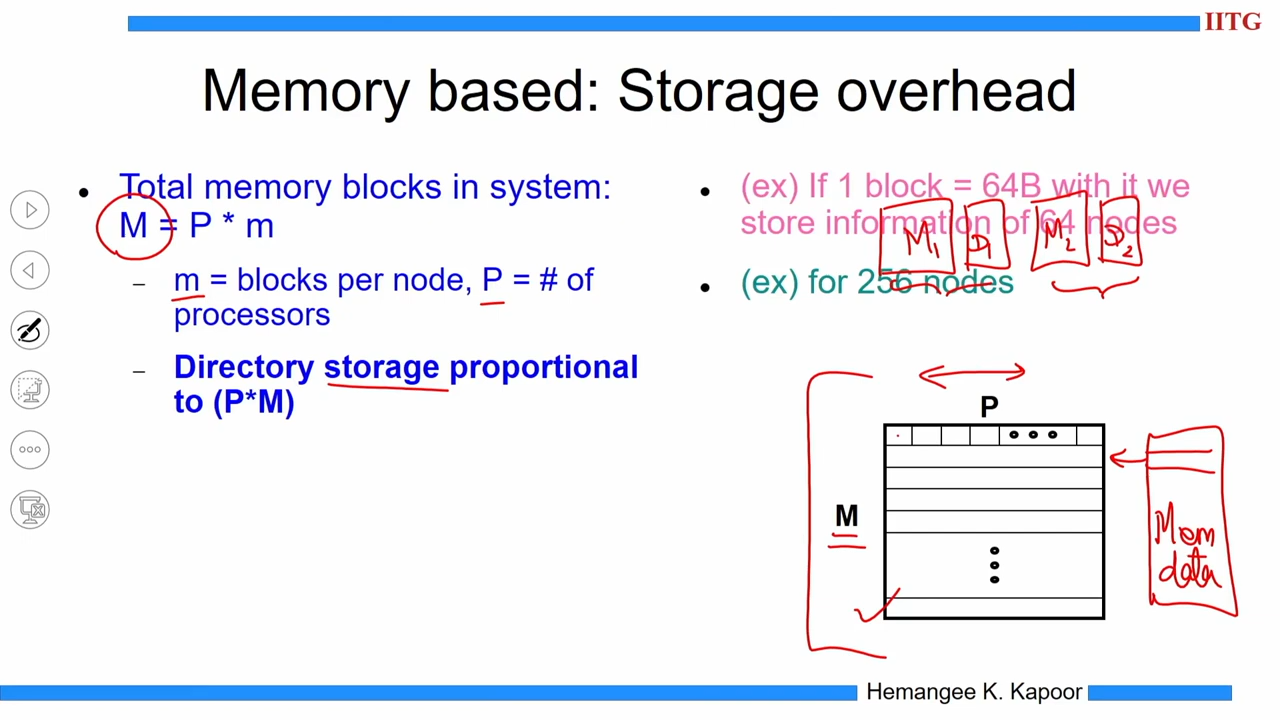 IITG
Memory based: Storage overhead
• Total memory blocks in system:
M = P * m
– m = blocks per node, P = # of
processors
– Directory storage proportional
to (P*M)
• (ex) If 1 block = 64B with it we
store information of 64 nodes
• (ex) for 256 nodes
M1 D1 M2 D2
P
M
Mem
data
Hemangee K. Kapoor